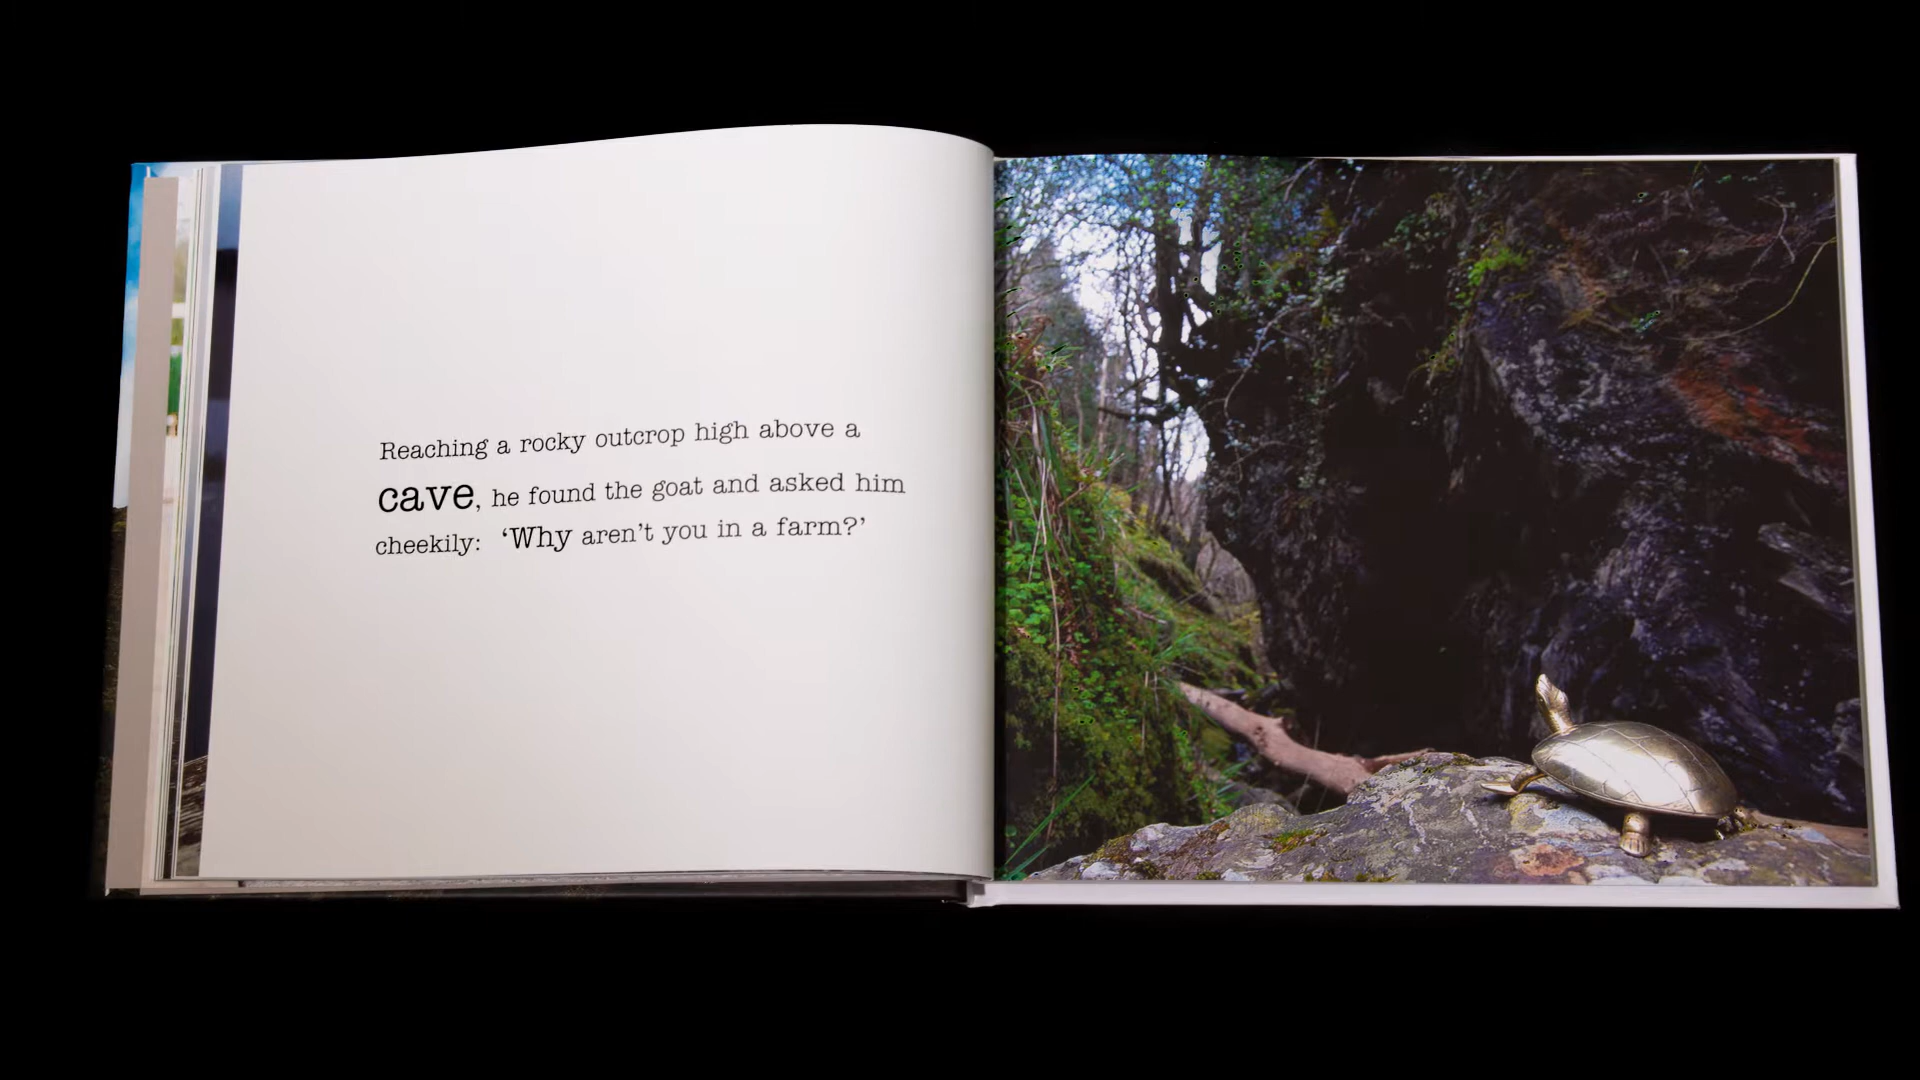 Reaching a rocky outcrop high above a
cave, he found the goat and asked him
cheekily: ‘Why aren’t you in a farm?’